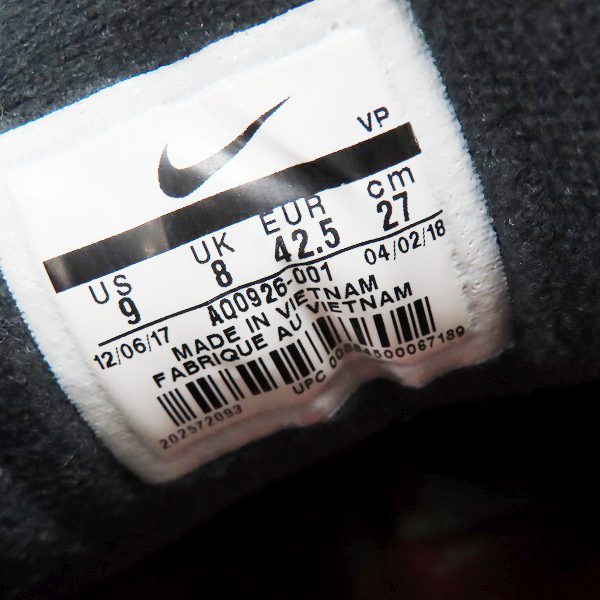 VP
US UK EUR cm
9 8 42.5 27
12/06/17 AQ0926-001 04/02/18
MADE IN VIETNAM
FABRIQUE AU VIETNAM
202572093 UPC